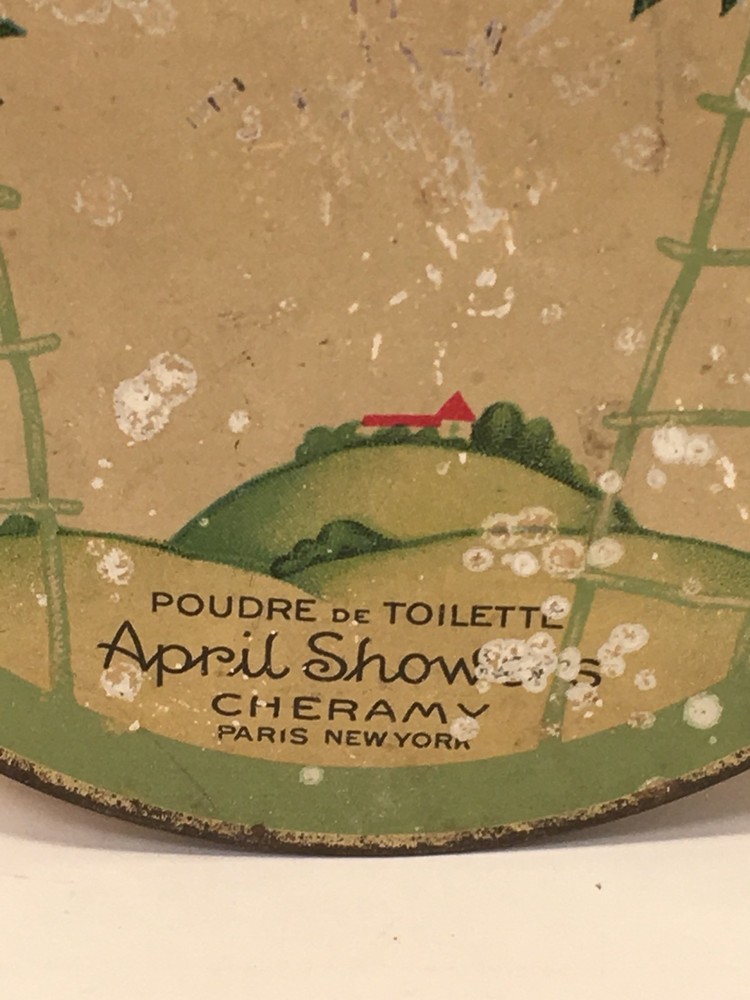 POUDRE DE TOILETTE
April Showers
CHERAMY
PARIS NEW YORK